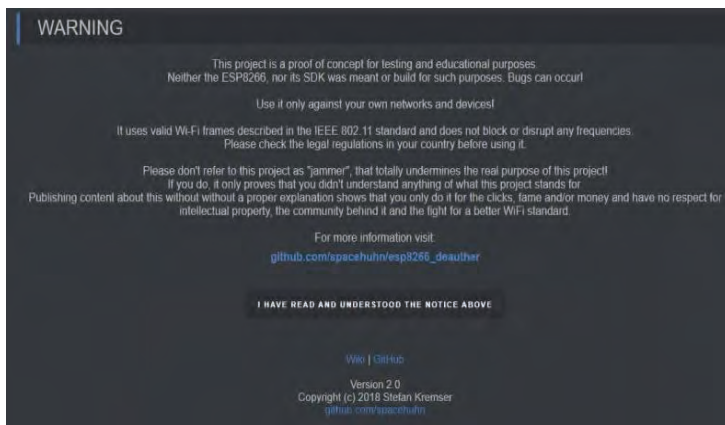 WARNING
This project is a proof of concept for testing and educational purposes.
Neither the ESP8266, nor its SDK was meant or build for such purposes. Bugs can occur!
Use it only against your own networks and devices!
It uses valid Wi-Fi frames described in the IEEE 802.11 standard and does not block or disrupt any frequencies.
Please check the legal regulations in your country before using it.
Please don't refer to this project as "jammer", that totally undermines the real purpose of this project!
If you do, it only proves that you didn't understand anything of what this project stands for.
Publishing content about this without without a proper explanation shows that you only do it for the clicks, fame and/or money and have no respect for
intellectual property, the community behind it and the fight for a better WiFi standard.
For more information visit:
github.com/spacehuhn/esp8266_deauther
I HAVE READ AND UNDERSTOOD THE NOTICE ABOVE
Wiki | GitHub
Version 2.0
Copyright (c) 2018 Stefan Kremser
github.com/spacehuhn